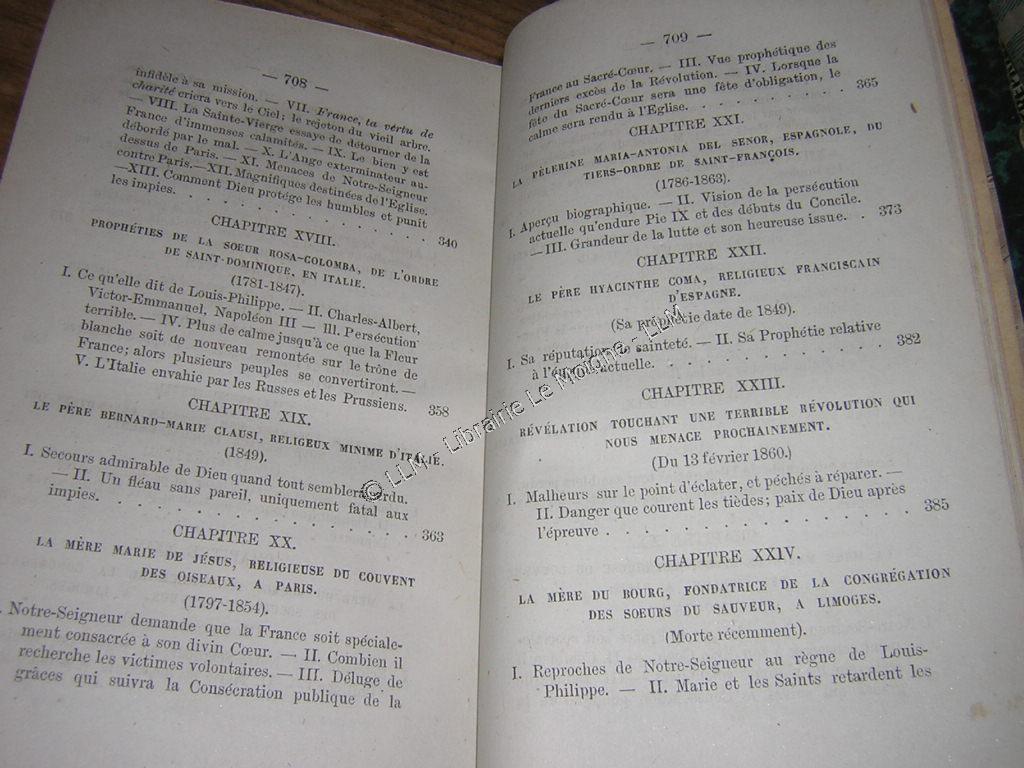 — 708 —
infidèle à sa mission. — VII. France, ta vertu de
charité criera vers le Ciel; le rejeton du vieil arbre.
— VIII. La Sainte-Vierge essaye de détourner de la
France d'immenses calamités. — IX. Le bien y est
débordé par le mal. — X. L'Ange exterminateur au-
dessus de Paris. — XI. Menaces de Notre-Seigneur
contre Paris. — XII. Magnifiques destinées de l'Eglise.
— XIII. Comment Dieu protége les humbles et punit
les impies. . . . . . . . . . . . . . 340
CHAPITRE XVIII.
PROPHÉTIES DE LA SOEUR ROSA-COLOMBA, DE L'ORDRE
DE SAINT-DOMINIQUE, EN ITALIE.
(1781-1847).
I. Ce qu'elle dit de Louis-Philippe. — II. Charles-Albert,
Victor-Emmanuel, Napoléon III — III. Persécution
terrible. — IV. Plus de calme jusqu'à ce que la Fleur
blanche soit de nouveau remontée sur le trône de
France; alors plusieurs peuples se convertiront. —
V. L'Italie envahie par les Russes et les Prussiens. 358
CHAPITRE XIX.
LE PÈRE BERNARD-MARIE CLAUSI, RELIGEUX MINIME D'ITALIE.
(1849).
I. Secours admirable de Dieu quand tout semblera perdu.
— II. Un fléau sans pareil, uniquement fatal aux
impies. . . . . . . . . . . . . . . 363
CHAPITRE XX.
LA MÈRE MARIE DE JÉSUS, RELIGIEUSE DU COUVENT
DES OISEAUX, A PARIS.
(1797-1854).
. Notre-Seigneur demande que la France soit spéciale-
ment consacrée à son divin Cœur. — II. Combien il
recherche les victimes volontaires. — III. Déluge de
grâces qui suivra la Consécration publique de la
— 709 —
France au Sacré-Cœur. — III. Vue prophétique des
derniers excès de la Révolution. — IV. Lorsque la
fête du Sacré-Cœur sera une fête d'obligation, le
calme sera rendu à l'Eglise. . . . . . . . . 365
CHAPITRE XXI.
LA PÈLERINE MARIA-ANTONIA DEL SENOR, ESPAGNOLE, DU
TIERS-ORDRE DE SAINT-FRANÇOIS.
(1786-1863).
I. Aperçu biographique. — II. Vision de la persécution
actuelle qu'endure Pie IX et des débuts du Concile.
— III. Grandeur de la lutte et son heureuse issue. . 373
CHAPITRE XXII.
LE PÈRE HYACINTHE COMA, RELIGIEUX FRANCISCAIN
D'ESPAGNE.
(Sa prophétie date de 1849).
I. Sa réputation de sainteté. — II. Sa Prophétie relative
à l'époque actuelle. . . . . . . . . . . 382
CHAPITRE XXIII.
RÉVÉLATION TOUCHANT UNE TERRIBLE RÉVOLUTION QUI
NOUS MENACE PROCHAINEMENT.
(Du 13 février 1860.)
I. Malheurs sur le point d'éclater, et péchés à réparer. —
II. Danger que courent les tièdes; paix de Dieu après
l'épreuve . . . . . . . . . . . . . . 385
CHAPITRE XXIV.
LA MÈRE DU BOURG, FONDATRICE DE LA CONGRÉGATION
DES SOEURS DU SAUVEUR, A LIMOGES.
(Morte récemment).
I. Reproches de Notre-Seigneur au règne de Louis-
Philippe. — II. Marie et les Saints retardent les
© LLM - Librairie Le Moigne - LLM